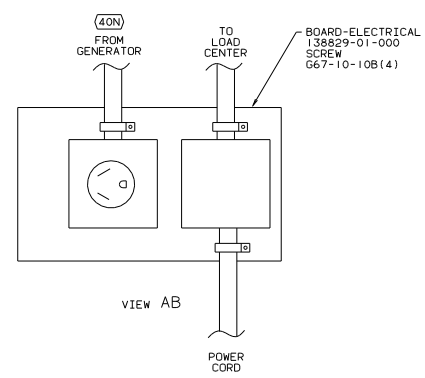 40N
FROM
GENERATOR
TO
LOAD
CENTER
BOARD-ELECTRICAL
138829-01-000
SCREW
G67-10-10B(4)
VIEW AB
POWER
CORD